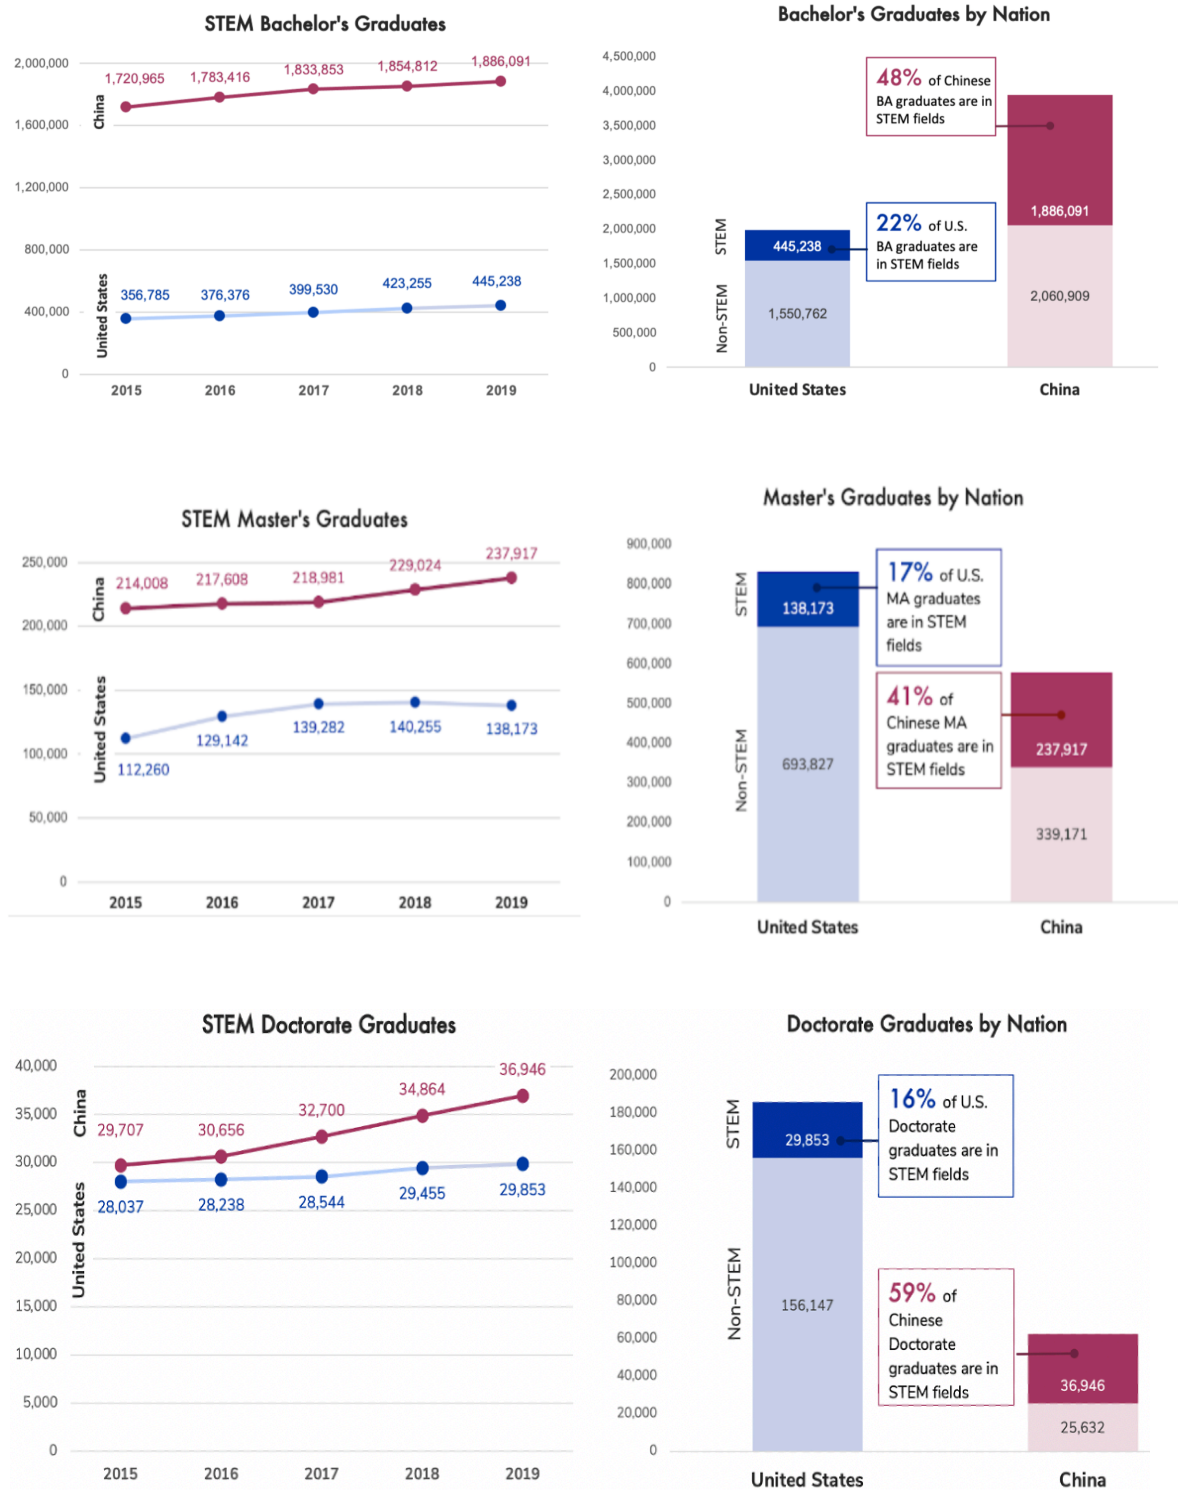 STEM Bachelor's Graduates
2,000,000
1,600,000
1,200,000
800,000
400,000
0
China
United States
1,720,965
1,783,416
1,833,853
1,854,812
1,886,091
356,785
376,376
399,530
423,255
445,238
2015
2016
2017
2018
2019
Bachelor's Graduates by Nation
4,500,000
4,000,000
3,500,000
3,000,000
2,500,000
2,000,000
1,500,000
1,000,000
500,000
0
STEM
Non-STEM
48% of Chinese
BA graduates are in
STEM fields
22% of U.S.
BA graduates are
in STEM fields
445,238
1,550,762
1,886,091
2,060,909
United States
China
STEM Master's Graduates
250,000
200,000
150,000
100,000
50,000
0
China
United States
214,008
217,608
218,981
229,024
237,917
112,260
129,142
139,282
140,255
138,173
2015
2016
2017
2018
2019
Master's Graduates by Nation
900,000
800,000
700,000
600,000
500,000
400,000
300,000
200,000
100,000
0
STEM
Non-STEM
17% of U.S.
MA graduates
are in STEM
fields
41% of
Chinese MA
graduates are in
STEM fields
138,173
693,827
237,917
339,171
United States
China
STEM Doctorate Graduates
40,000
35,000
30,000
25,000
20,000
15,000
10,000
5,000
0
China
United States
29,707
30,656
32,700
34,864
36,946
28,037
28,238
28,544
29,455
29,853
2015
2016
2017
2018
2019
Doctorate Graduates by Nation
200,000
180,000
160,000
140,000
120,000
100,000
80,000
60,000
40,000
20,000
0
STEM
Non-STEM
16% of U.S.
Doctorate
graduates are in
STEM fields
59% of
Chinese
Doctorate
graduates are in
STEM fields
29,853
156,147
36,946
25,632
United States
China